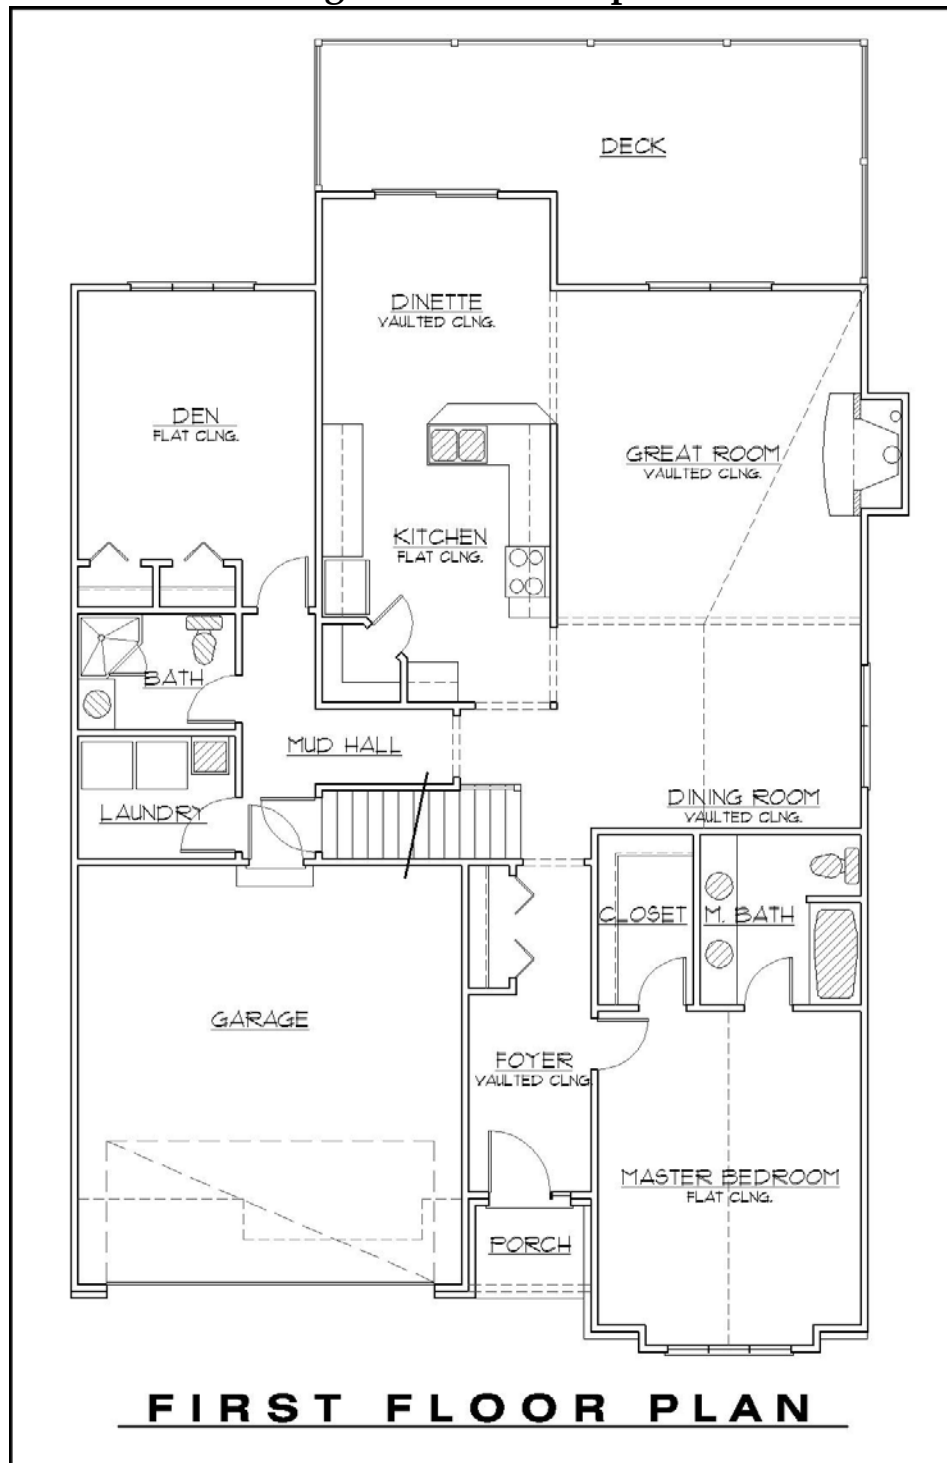 DECK
DINETTE
VAULTED CLNG.
DEN
FLAT CLNG.
GREAT ROOM
VAULTED CLNG.
KITCHEN
FLAT CLNG.
BATH
MUD HALL
LAUNDRY
DINING ROOM
VAULTED CLNG.
CLOSET
M. BATH
GARAGE
FOYER
VAULTED CLNG.
MASTER BEDROOM
FLAT CLNG.
PORCH
FIRST FLOOR PLAN